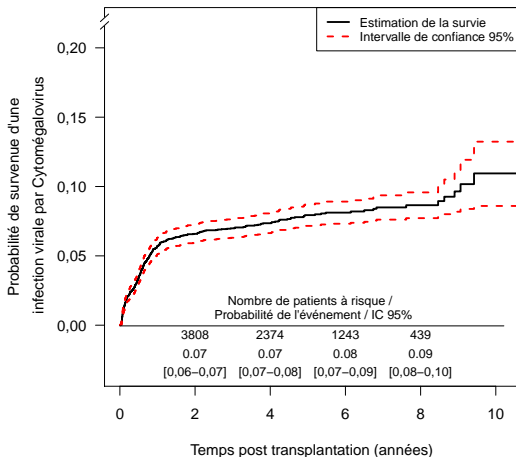 Estimation de la survie
Intervalle de confiance 95%
Probabilité de survenue d'une
infection virale par Cytomégalovirus
0,20
0,15
0,10
0,05
0,00
Nombre de patients à risque /
Probabilité de l'événement / IC 95%
3808 2374 1243 439
0.07 0.07 0.08 0.09
[0,06–0,07] [0,07–0,08] [0,07–0,09] [0,08–0,10]
0 2 4 6 8 10
Temps post transplantation (années)